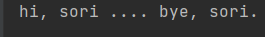 hi, sori .... bye, sori.